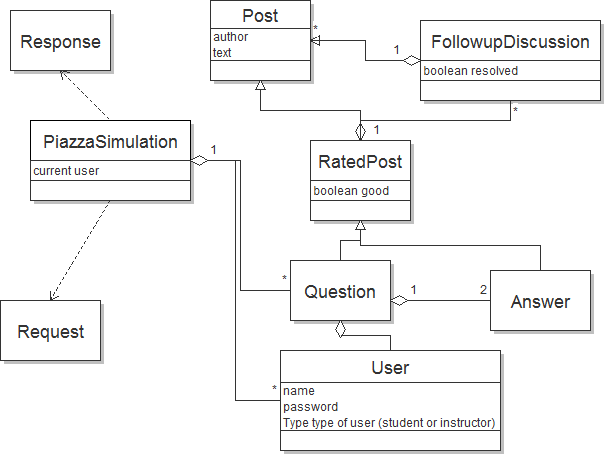 Post
author
text
*
1
FollowupDiscussion
boolean resolved
*
Response
PiazzaSimulation
current user
1
1
RatedPost
boolean good
Request
*
Question
1
2
Answer
*
User
name
password
Type type of user (student or instructor)